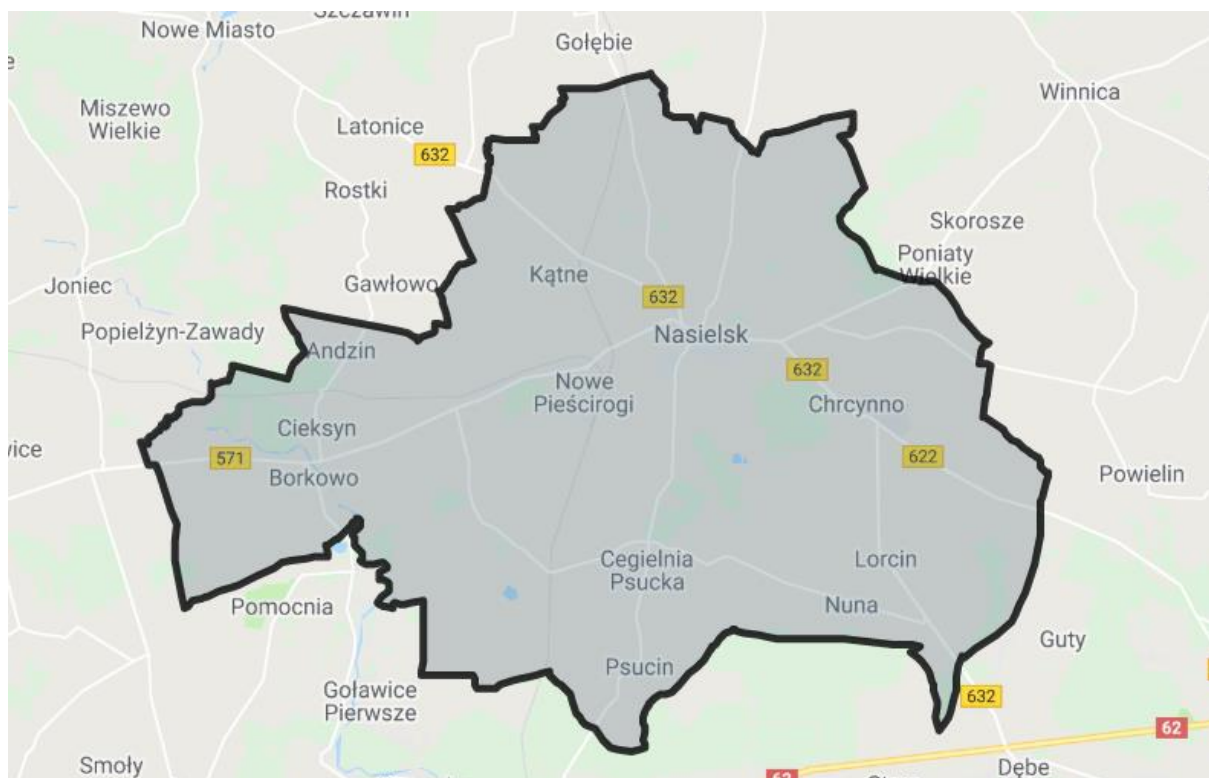 Szczawin
Nowe Miasto
Gołębie
Winnica
Miszewo
Wielkie
Latonice
632
Rostki
Skorosze
Poniaty
Wielkie
Joniec
Gawłowo
Kątne
632
Popielżyn-Zawady
Andzin
Nasielsk
632
Nowe
Pieścirogi
Chrcynno
Cieksyn
571
622
Borkowo
Powielin
Cegielnia
Psucka
Lorcin
Pomocnia
Nuna
Guty
Psucin
Goławice
Pierwsze
632
62
Smoły
62
Dębe